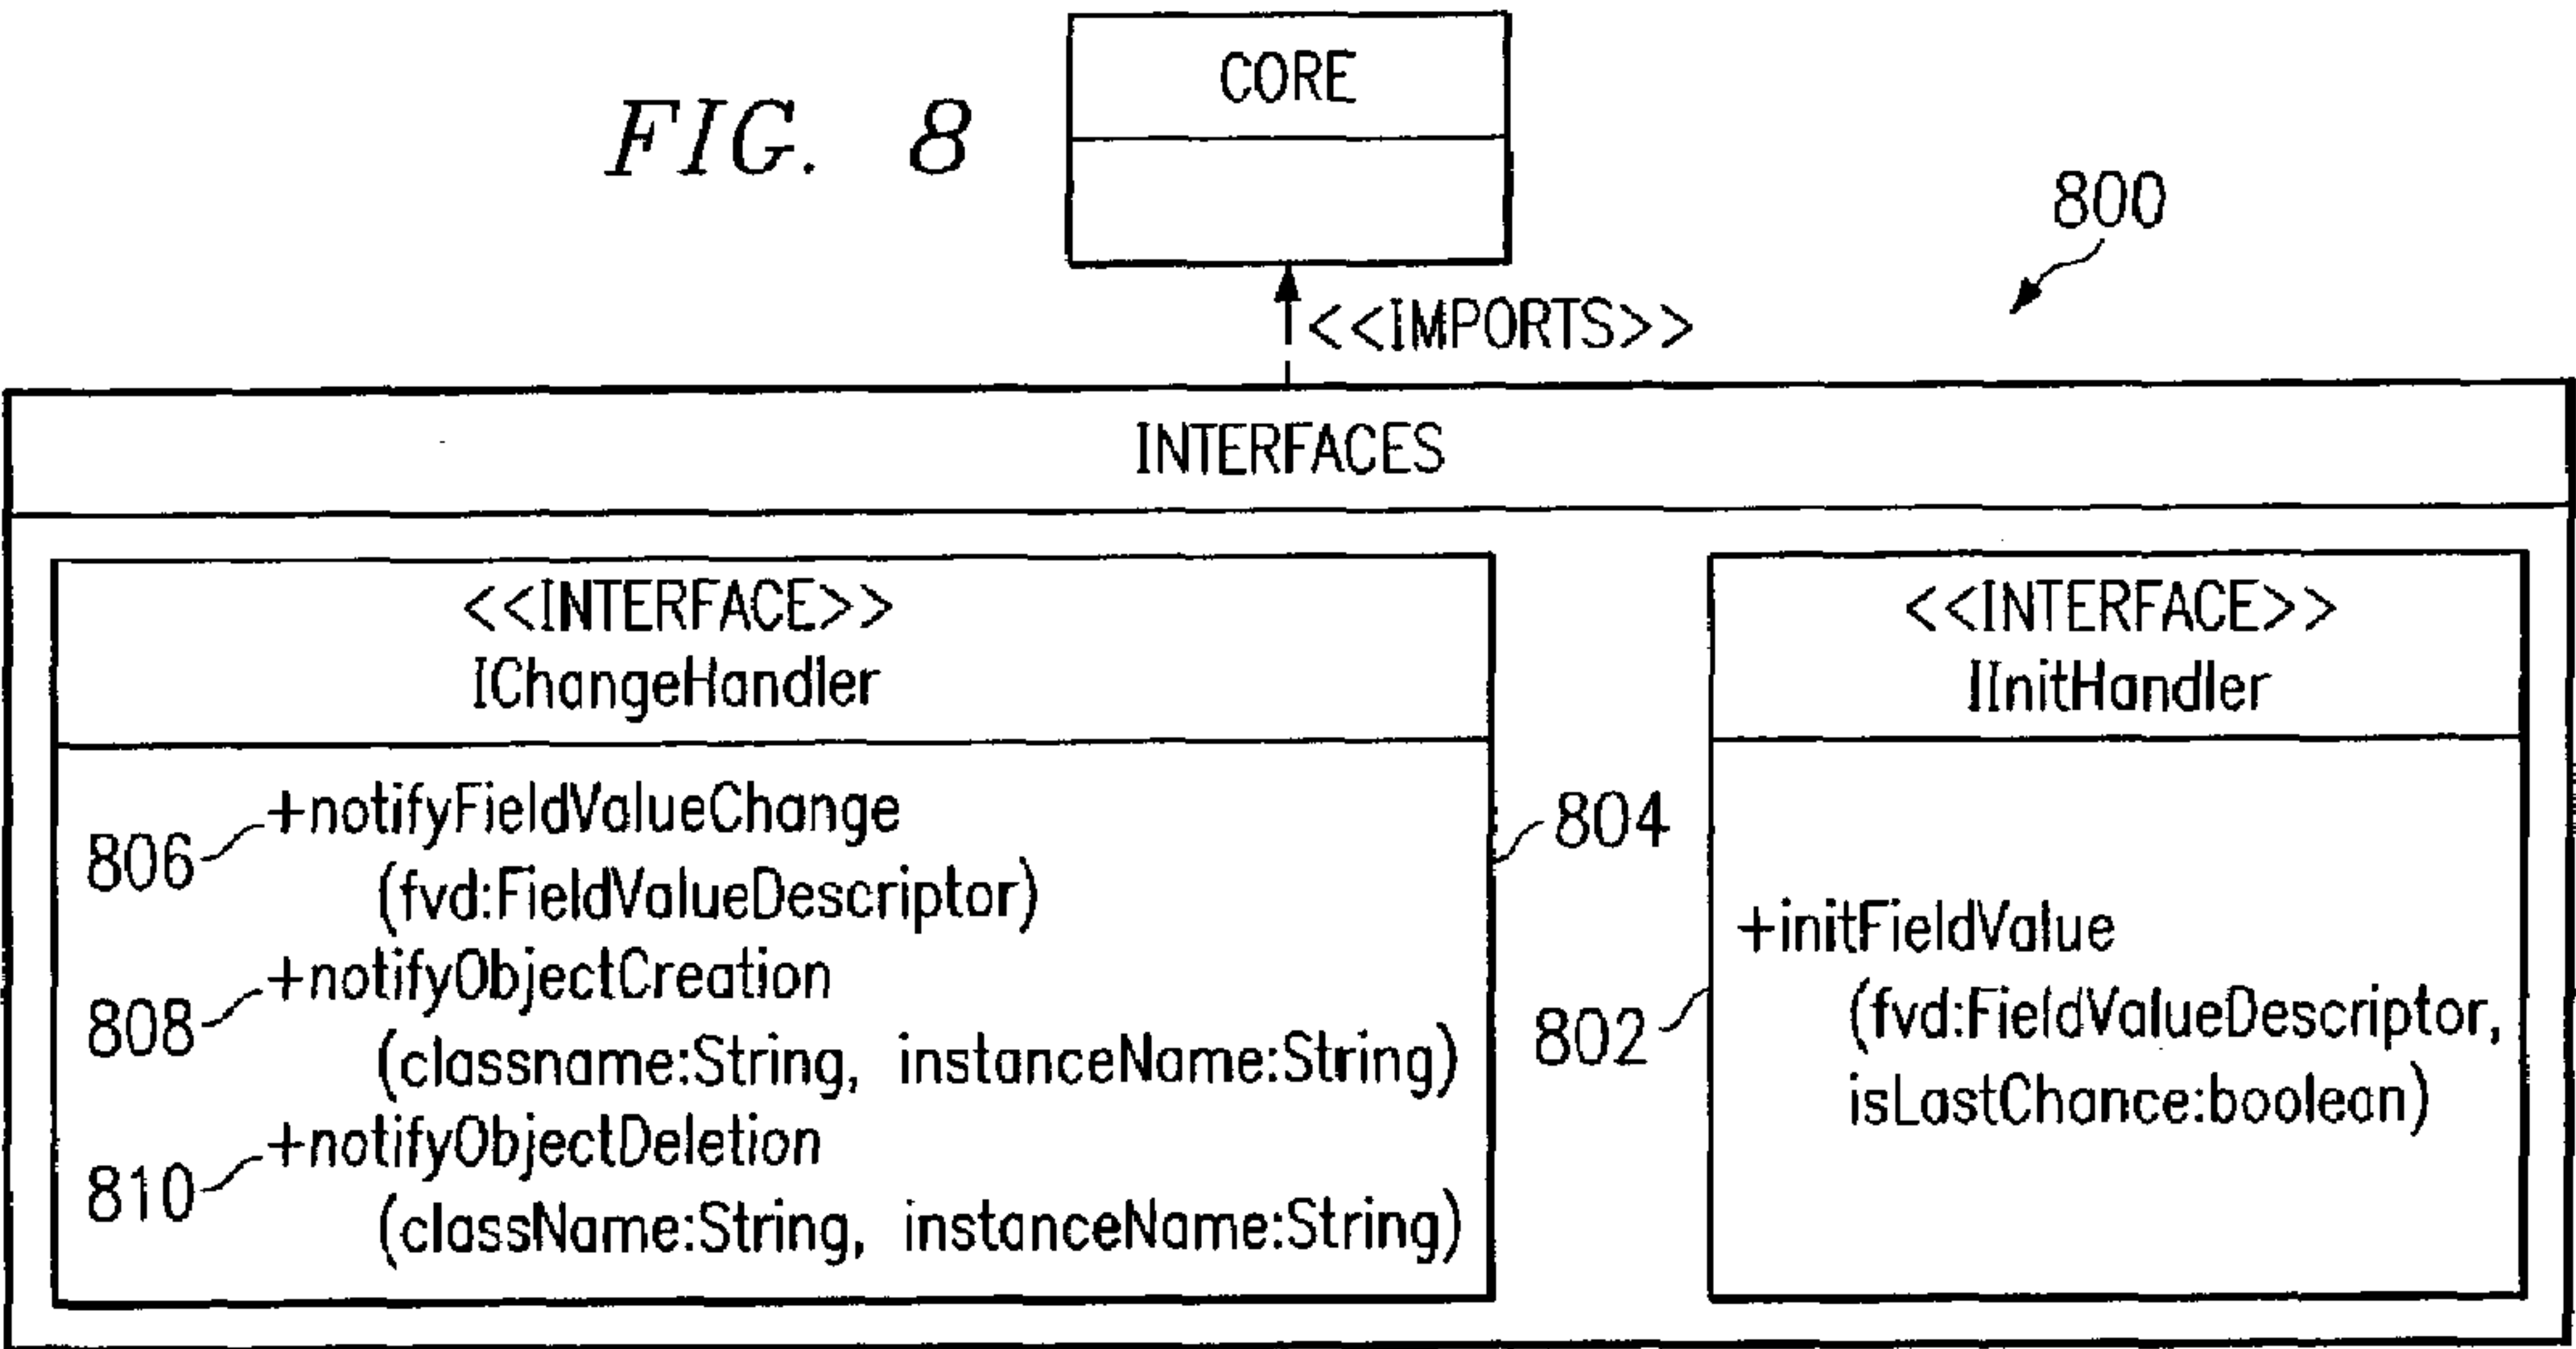 FIG. 8
CORE
800
<<IMPORTS>>
INTERFACES
<<INTERFACE>>
IChangeHandler
806
+notifyFieldValueChange
(fvd:FieldValueDescriptor)
808
+notifyObjectCreation
(classname:String, instanceName:String)
810
+notifyObjectDeletion
(className:String, instanceName:String)
804
<<INTERFACE>>
IInitHandler
802
+initFieldValue
(fvd:FieldValueDescriptor,
isLastChance:boolean)